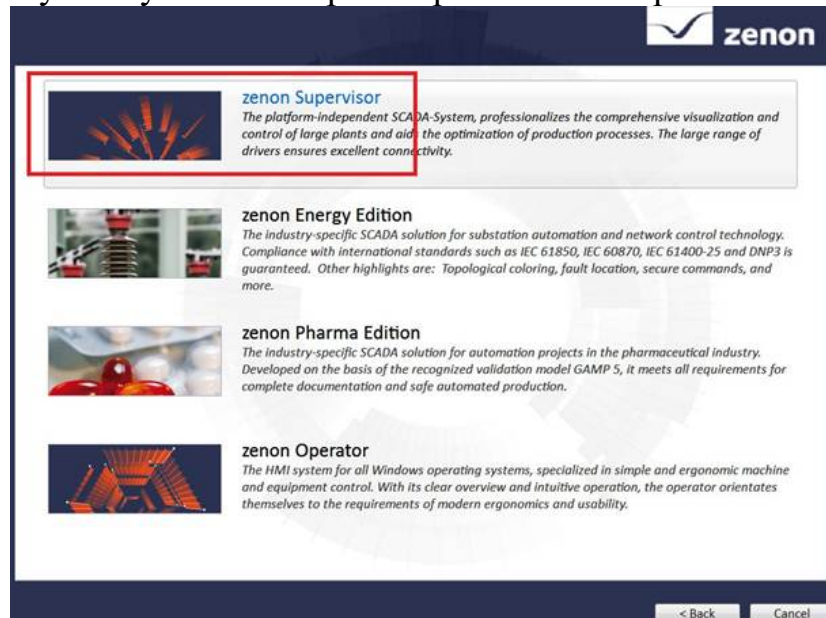 zenon
zenon Supervisor
The platform-independent SCADA-System, professionalizes the comprehensive visualization and
control of large plants and aids the optimization of production processes. The large range of
drivers ensures excellent connectivity.
zenon Energy Edition
The industry-specific SCADA solution for substation automation and network control technology.
Compliance with international standards such as IEC 61850, IEC 60870, IEC 61400-25 and DNP3 is
guaranteed. Other highlights are: Topological coloring, fault location, secure commands, and
more.
zenon Pharma Edition
The industry-specific SCADA solution for automation projects in the pharmaceutical industry.
Developed on the basis of the recognized validation model GAMP 5, it meets all requirements for
complete documentation and safe automated production.
zenon Operator
The HMI system for all Windows operating systems, specialized in simple and ergonomic machine
and equipment control. With its clear overview and intuitive operation, the operator orientates
themselves to the requirements of modern ergonomics and usability.
< Back Cancel